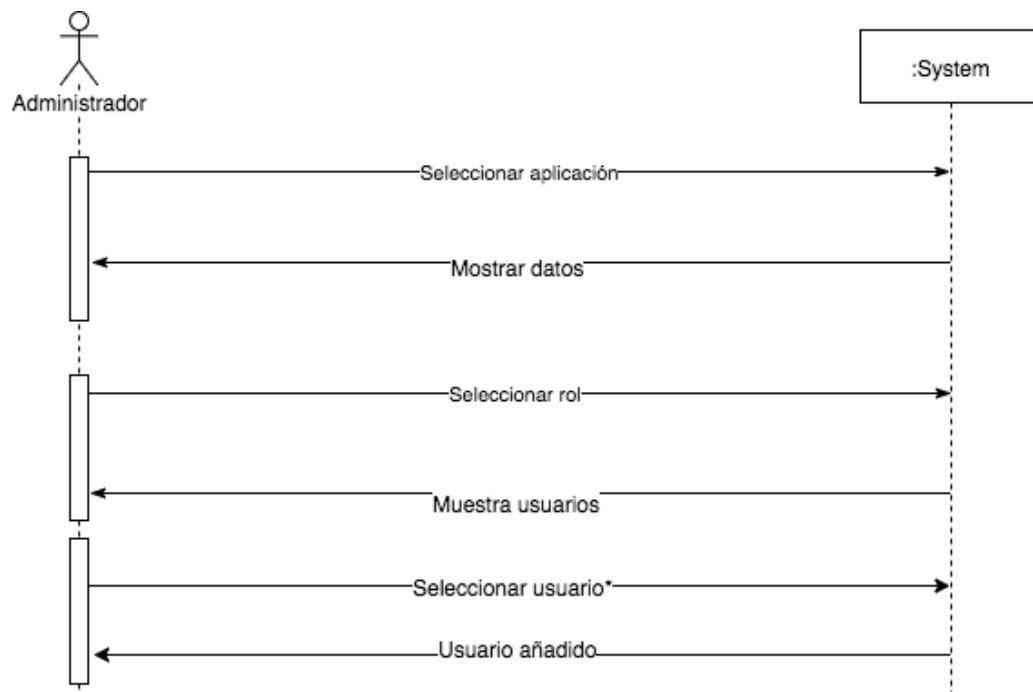 Administrador
:System
Seleccionar aplicación
Mostrar datos
Seleccionar rol
Muestra usuarios
Seleccionar usuario*
Usuario añadido